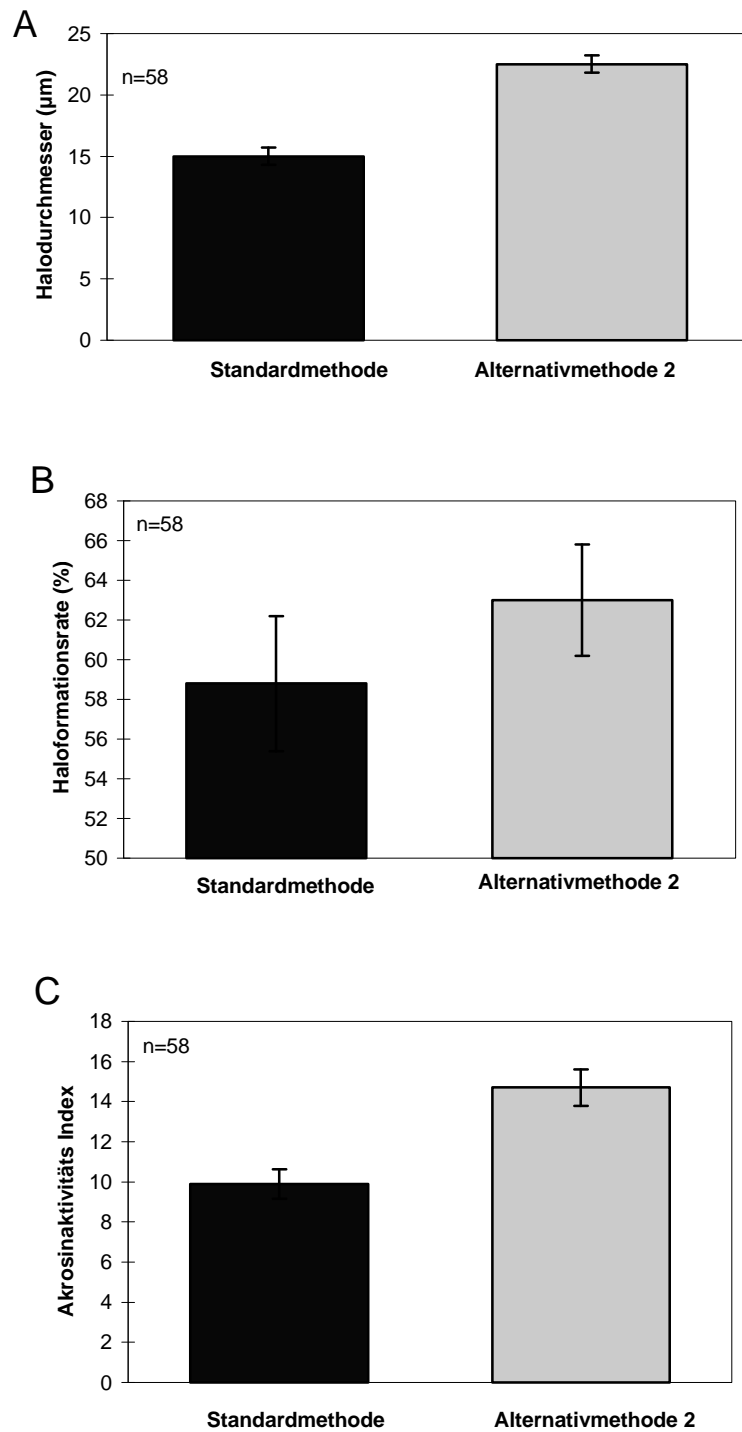 A
Halodurchmesser (µm)
25
20
15
10
5
0
n=58
Standardmethode Alternativmethode 2
B
Haloformationsrate (%)
68
66
64
62
60
58
56
54
52
50
n=58
Standardmethode Alternativmethode 2
C
Akrosinaktivitäts Index
18
16
14
12
10
8
6
4
2
0
n=58
Standardmethode Alternativmethode 2